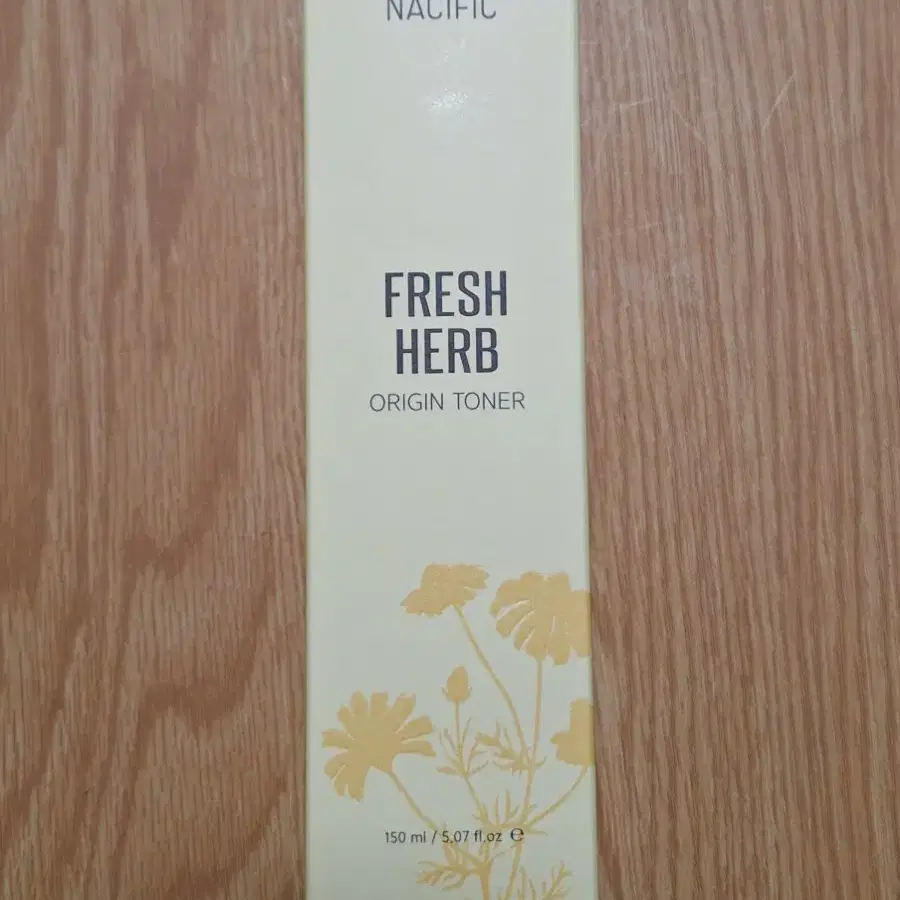 NACIFIC
FRESH
HERB
ORIGIN TONER
150 ml / 5.07 fl.oz ℮